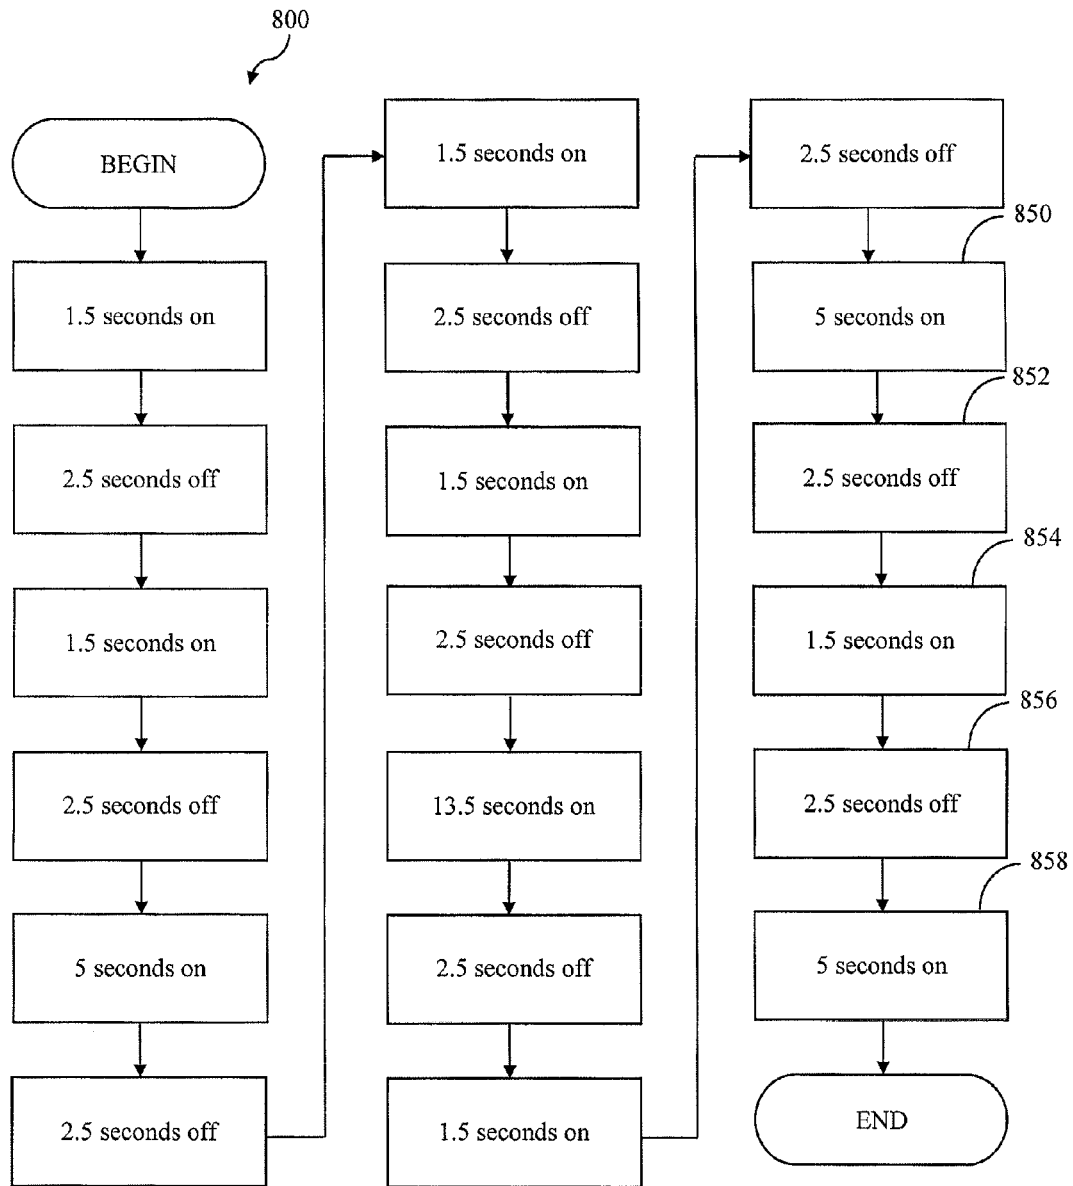 800
BEGIN
1.5 seconds on
2.5 seconds off
1.5 seconds on
2.5 seconds off
5 seconds on
2.5 seconds off
1.5 seconds on
2.5 seconds off
1.5 seconds on
2.5 seconds off
13.5 seconds on
2.5 seconds off
1.5 seconds on
2.5 seconds off
850
5 seconds on
852
2.5 seconds off
854
1.5 seconds on
856
2.5 seconds off
858
5 seconds on
END